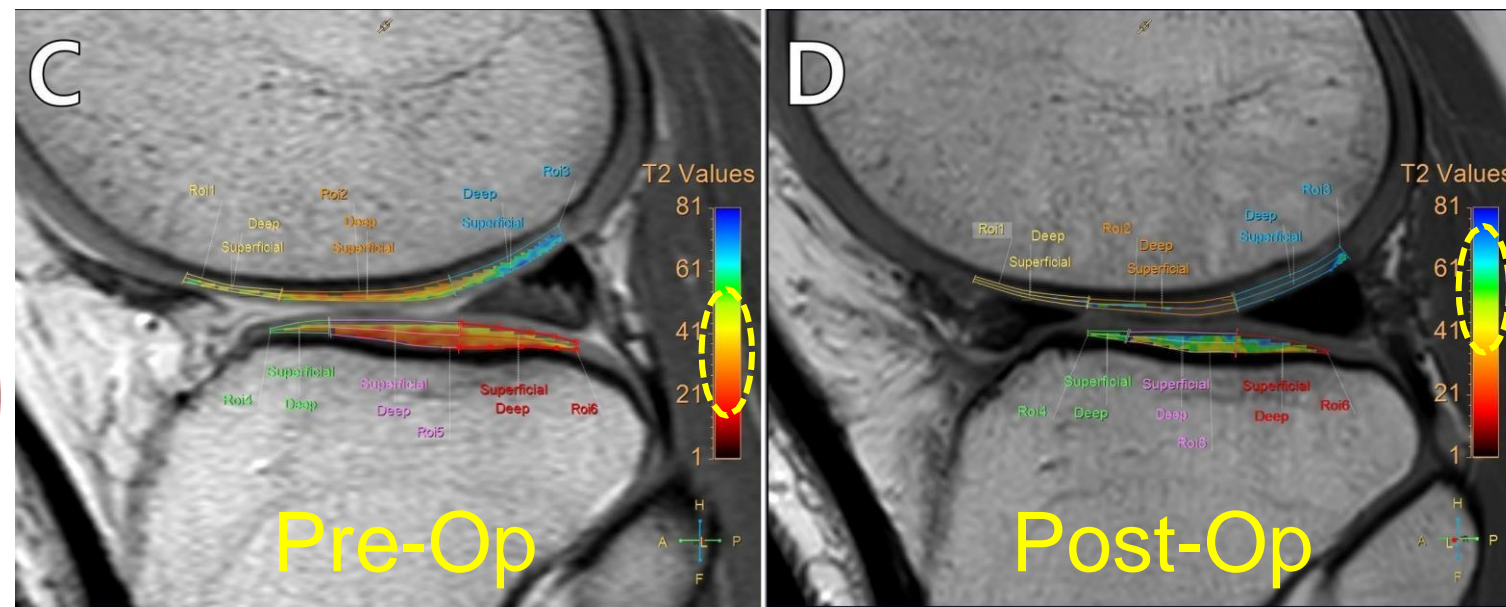 C
Roi1
Roi2
Roi3
Deep
Deep
Deep
Superficial
Superficial
Superficial
T2 Values
81
61
41
21
1
Superficial
Superficial
Superficial
Roi4
Deep
Deep
Deep
Roi6
Roi5
H
A L P
F
Pre-Op
D
Roi1
Roi2
Roi3
Deep
Deep
Deep
Superficial
Superficial
Superficial
T2 Values
81
61
41
21
1
Superficial
Superficial
Superficial
Roi4
Deep
Deep
Deep
Roi6
H
A L P
F
Post-Op